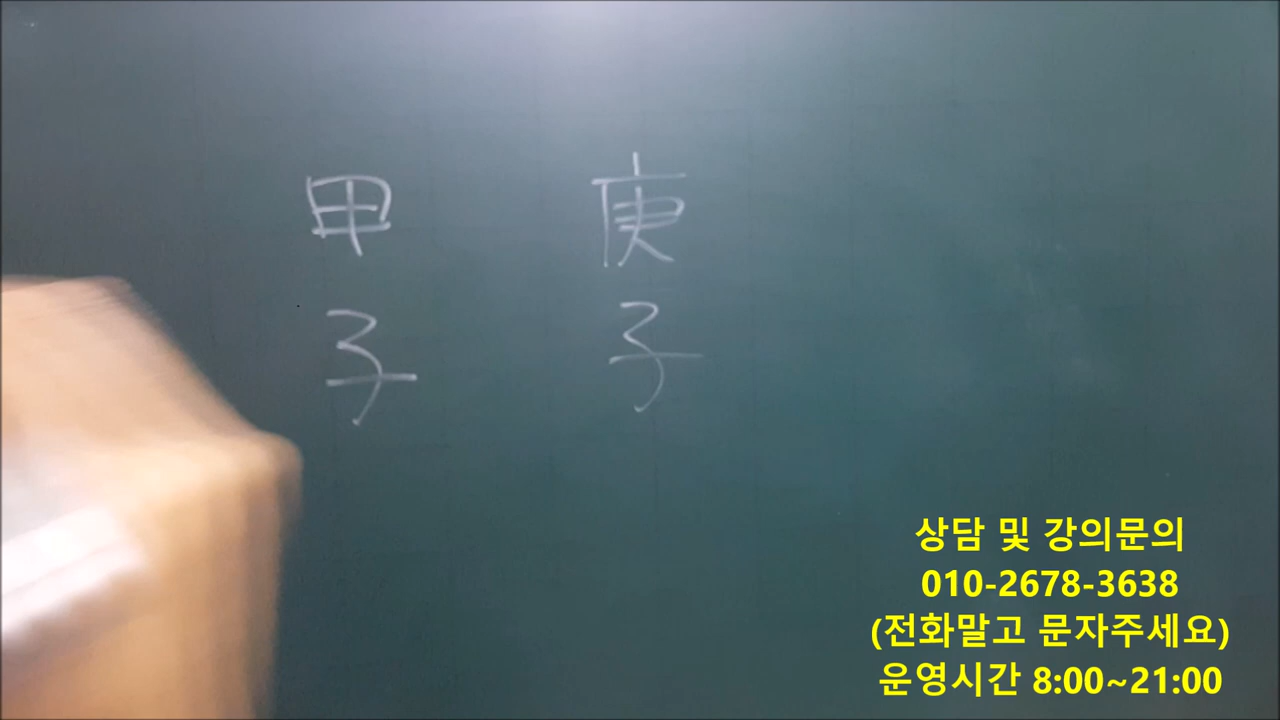 甲 庚
子 子
상담 및 강의문의
010-2678-3638
(전화말고 문자주세요)
운영시간 8:00~21:00